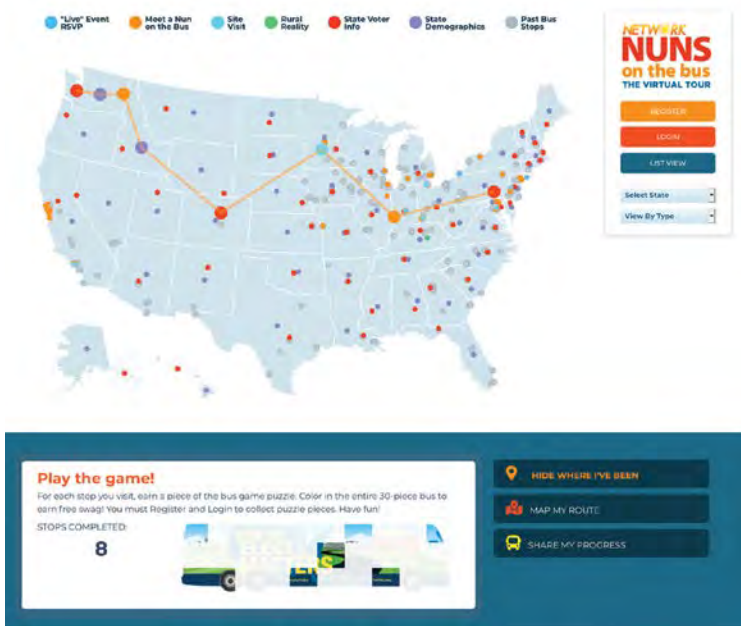 "Live" Event
RSVP
Meet a Nun
on the Bus
Site
Visit
Rural
Reality
State Voter
Info
State
Demographics
Past Bus
Stops
NETWORK
NUNS
on the bus
THE VIRTUAL TOUR
REGISTER
LOGIN
LIST VIEW
Select State
View By Type
Play the game!
For each stop you visit, earn a piece of the bus game puzzle. Color in the entire 30-piece bus to
earn free swag! You must Register and Login to collect puzzle pieces. Have fun!
STOPS COMPLETED:
8
HIDE WHERE I'VE BEEN
MAP MY ROUTE
SHARE MY PROGRESS